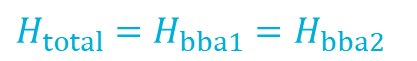 H_total = H_bba1 = H_bba2